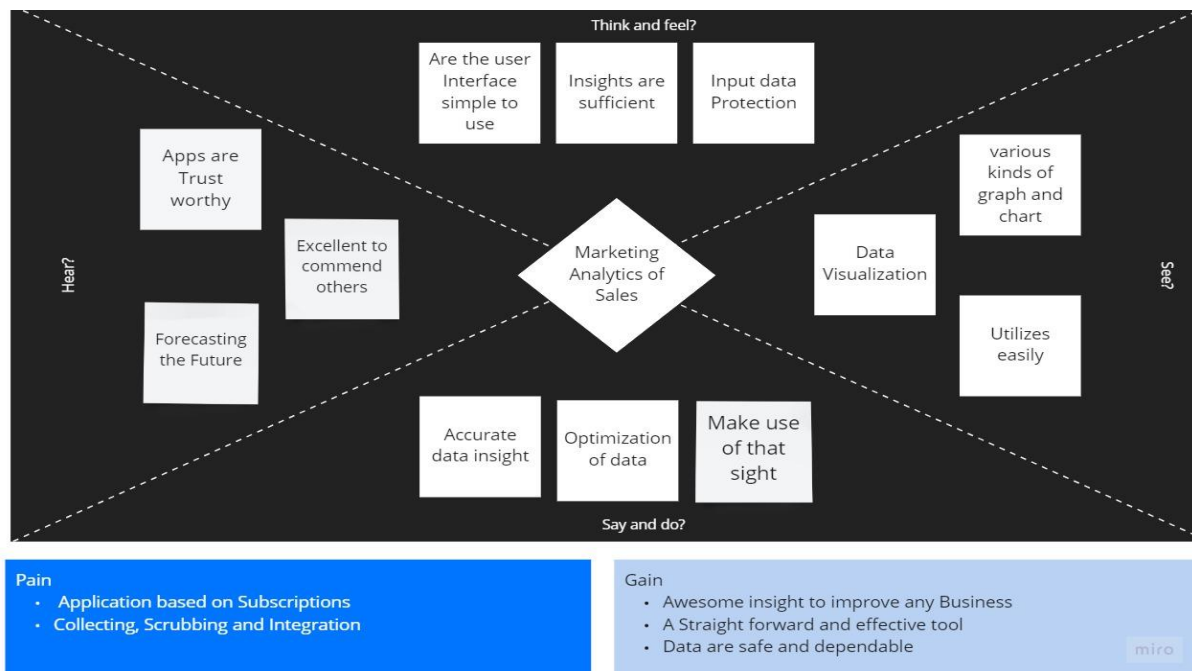 Think and feel?
Are the user
Interface
simple to
use
Insights are
sufficient
Input data
Protection
Hear?
Apps are
Trust
worthy
Excellent to
commend
others
Forecasting
the Future
Marketing
Analytics of
Sales
See?
various
kinds of
graph and
chart
Data
Visualization
Utilizes
easily
Accurate
data insight
Optimization
of data
Make use
of that
sight
Say and do?
Pain
• Application based on Subscriptions
• Collecting, Scrubbing and Integration
Gain
• Awesome insight to improve any Business
• A Straight forward and effective tool
• Data are safe and dependable
miro